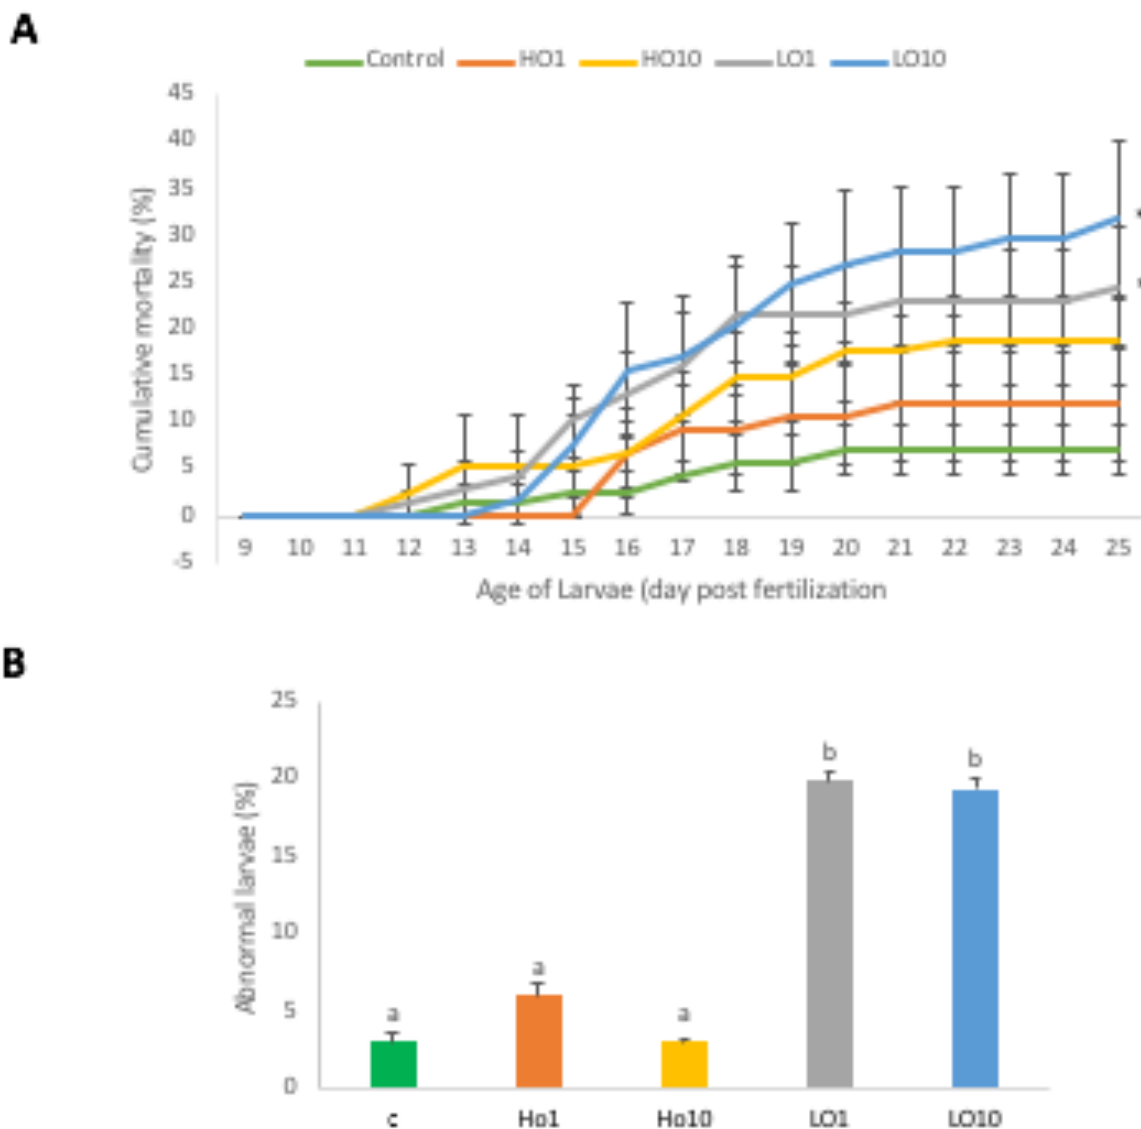 A
Control HO1 HO10 LO1 LO10
45
40
35
30
25
20
15
10
5
0
-5
Cumulative mortality (%)
9 10 11 12 13 14 15 16 17 18 19 20 21 22 23 24 25
Age of Larvae (day post fertilization
B
25
20
15
10
5
0
Abnormal larvae (%)
a
a
a
b
b
c Ho1 Ho10 LO1 LO10